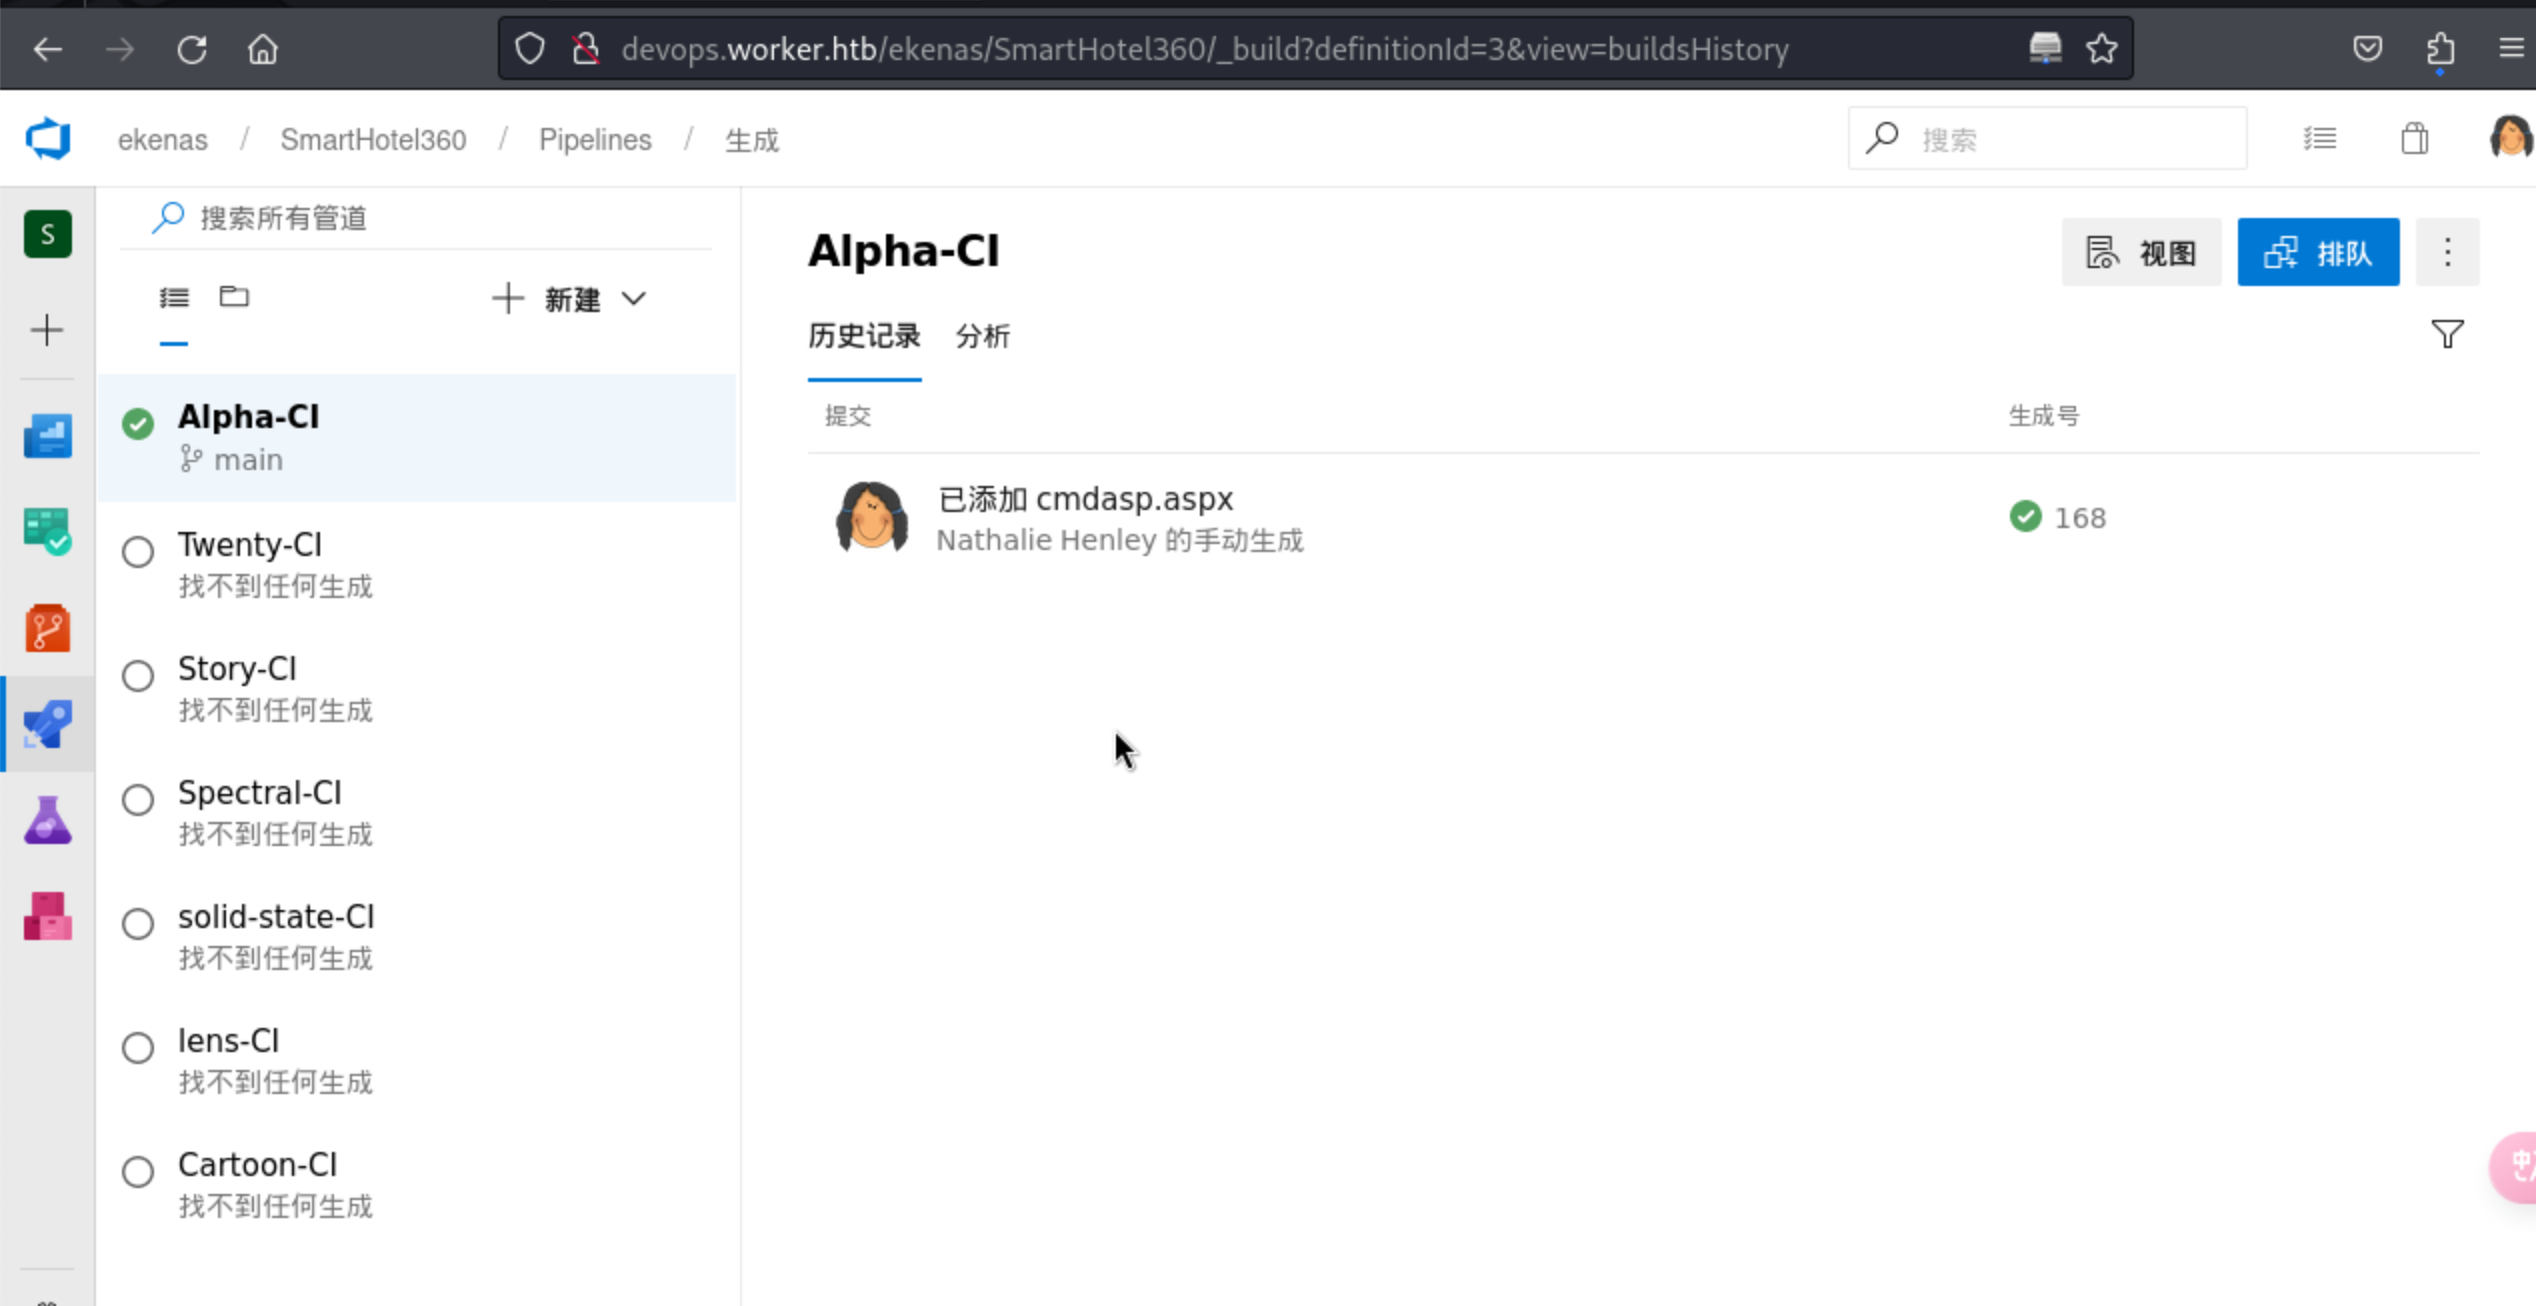 devops.worker.htb/ekenas/SmartHotel360/_build?definitionId=3&view=buildsHistory
ekenas / SmartHotel360 / Pipelines / 生成
搜索
S
搜索所有管道
新建
Alpha-CI
main
Twenty-CI
找不到任何生成
Story-CI
找不到任何生成
Spectral-CI
找不到任何生成
solid-state-CI
找不到任何生成
lens-CI
找不到任何生成
Cartoon-CI
找不到任何生成
Alpha-CI
视图
排队
历史记录 分析
提交 生成号
已添加 cmdasp.aspx
Nathalie Henley 的手动生成
168
中